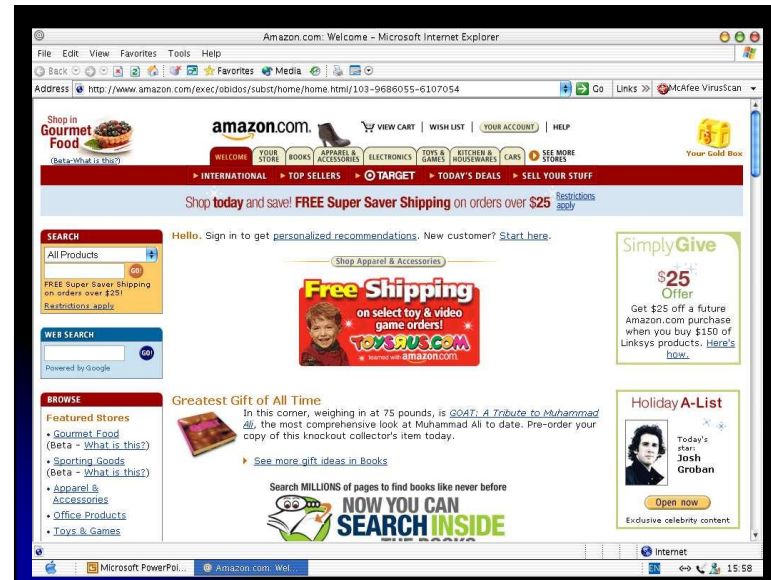 Amazon.com: Welcome - Microsoft Internet Explorer
File Edit View Favorites Tools Help
Back Favorites Media
Address http://www.amazon.com/exec/obidos/subst/home/home.html/103-9686055-6107054 Go Links » McAfee VirusScan
Shop in
Gourmet
Food
(Beta-What is this?)
amazon.com.
VIEW CART | WISH LIST | YOUR ACCOUNT | HELP
Your Gold Box
WELCOME YOUR STORE BOOKS APPAREL & ACCESSORIES ELECTRONICS TOYS & GAMES KITCHEN & HOUSEWARES CARS SEE MORE STORES
INTERNATIONAL TOP SELLERS TARGET TODAY'S DEALS SELL YOUR STUFF
Shop today and save! FREE Super Saver Shipping on orders over $25 Restrictions apply
SEARCH
All Products
GO!
FREE Super Saver Shipping
on orders over $25!
Restrictions apply
WEB SEARCH
GO!
Powered by Google
BROWSE
Featured Stores
• Gourmet Food
(Beta - What is this?)
• Sporting Goods
(Beta - What is this?)
• Apparel &
Accessories
• Office Products
• Toys & Games
Hello. Sign in to get personalized recommendations. New customer? Start here.
Shop Apparel & Accessories
Free Shipping
on select toy & video
game orders!
TOYSRUS.COM
teamed with amazon.com.
Greatest Gift of All Time
In this corner, weighing in at 75 pounds, is GOAT: A Tribute to Muhammad
Ali, the most comprehensive look at Muhammad Ali to date. Pre-order your
copy of this knockout collector's item today.
See more gift ideas in Books
Search MILLIONS of pages to find books like never before
NOW YOU CAN
SEARCH INSIDE
THE BOOKS
SimplyGive
$25
Offer
Get $25 off a future
Amazon.com purchase
when you buy $150 of
Linksys products. Here's
how.
Holiday A-List
Today's
star:
Josh
Groban
Open now
Exclusive celebrity content
Internet
Microsoft PowerPoi... Amazon.com: Wel... EN 15:58